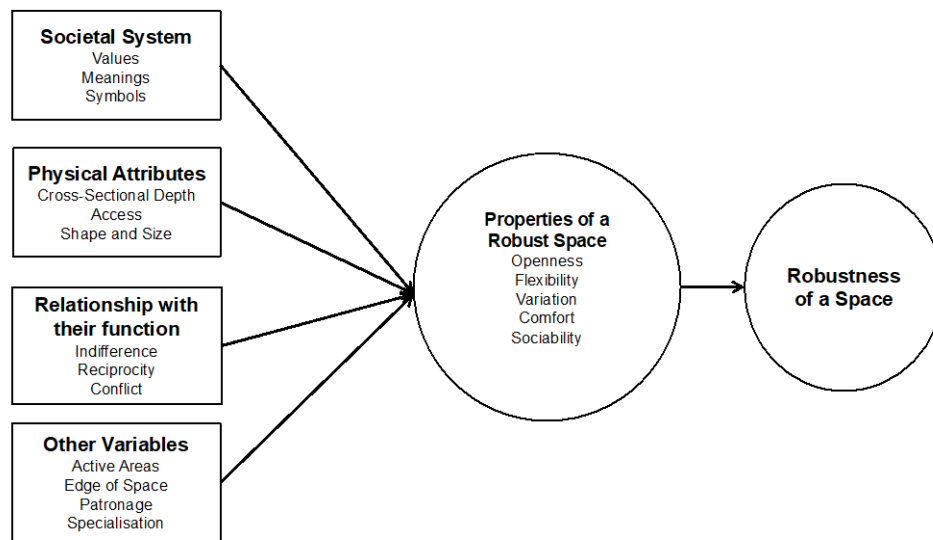 Societal System
Values
Meanings
Symbols
Physical Attributes
Cross-Sectional Depth
Access
Shape and Size
Relationship with
their function
Indifference
Reciprocity
Conflict
Other Variables
Active Areas
Edge of Space
Patronage
Specialisation
Properties of a
Robust Space
Openness
Flexibility
Variation
Comfort
Sociability
Robustness
of a Space